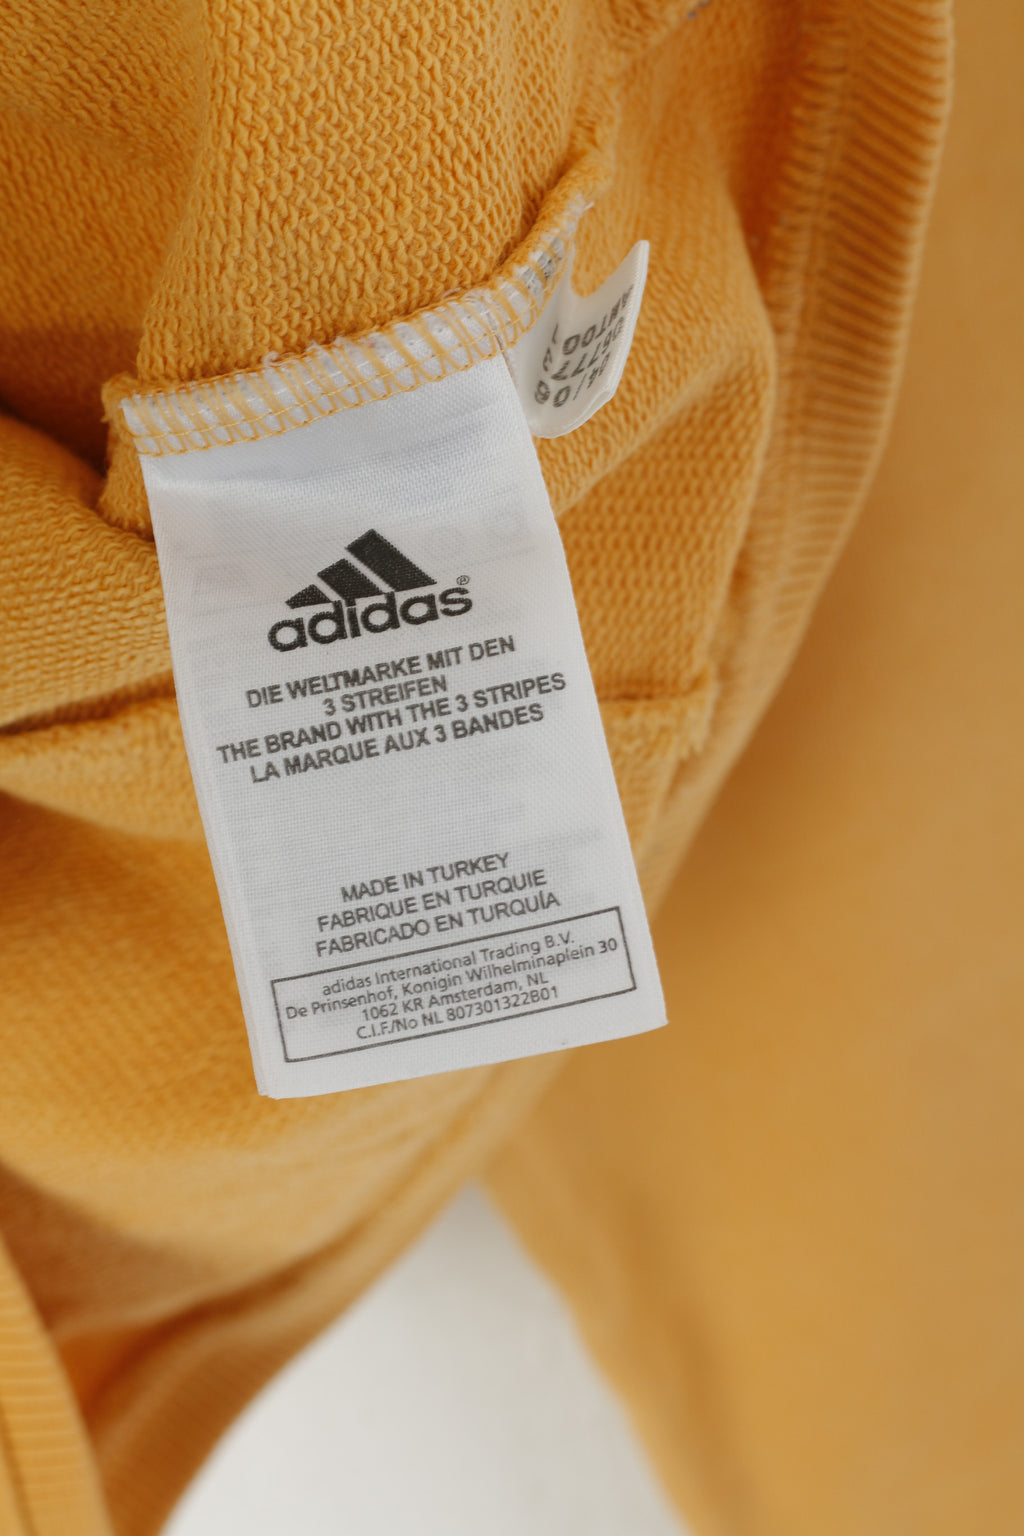 adidas®
DIE WELTMARKE MIT DEN
3 STREIFEN
THE BRAND WITH THE 3 STRIPES
LA MARQUE AUX 3 BANDES
MADE IN TURKEY
FABRIQUE EN TURQUIE
FABRICADO EN TURQUÍA
adidas International Trading B.V.
De Prinsenhof, Konigin Wilhelminaplein 30
1062 KR Amsterdam, NL
C.I.F./No NL 807301322B01